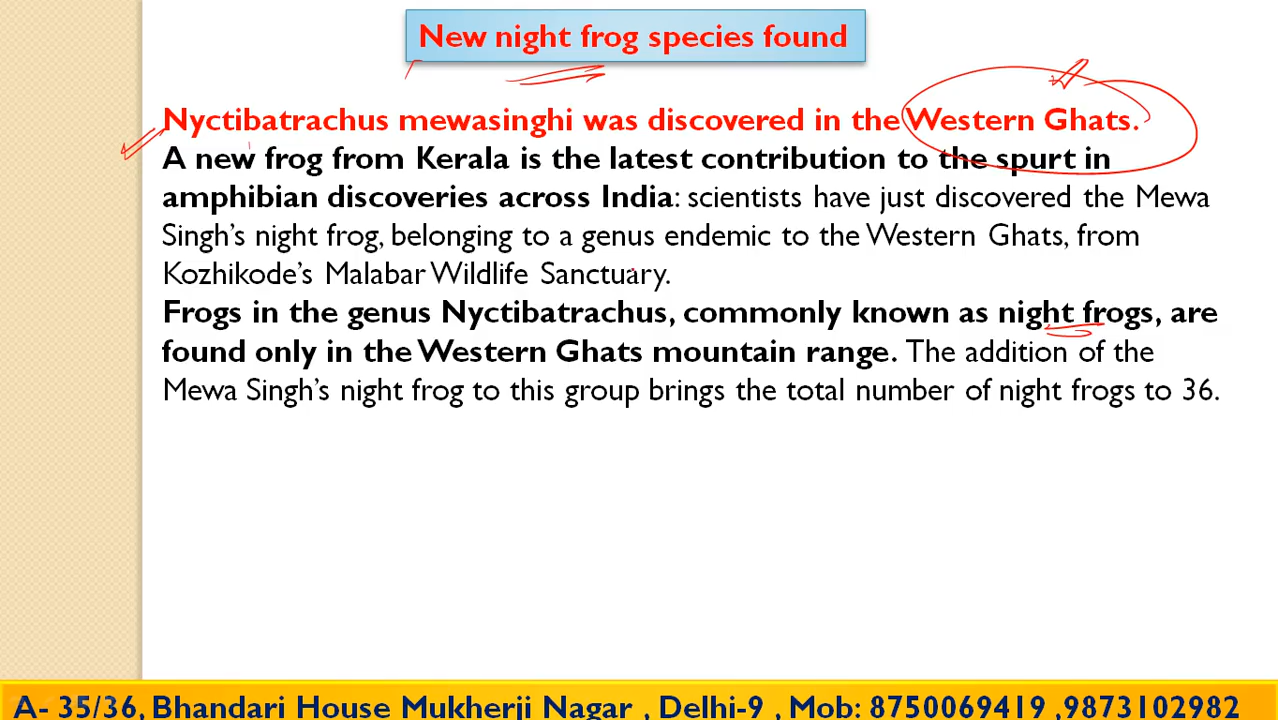 New night frog species found
Nyctibatrachus mewasinghi was discovered in the Western Ghats.
A new frog from Kerala is the latest contribution to the spurt in
amphibian discoveries across India: scientists have just discovered the Mewa
Singh’s night frog, belonging to a genus endemic to the Western Ghats, from
Kozhikode’s Malabar Wildlife Sanctuary.
Frogs in the genus Nyctibatrachus, commonly known as night frogs, are
found only in the Western Ghats mountain range. The addition of the
Mewa Singh’s night frog to this group brings the total number of night frogs to 36.
A- 35/36, Bhandari House Mukherji Nagar , Delhi-9 , Mob: 8750069419 ,9873102982